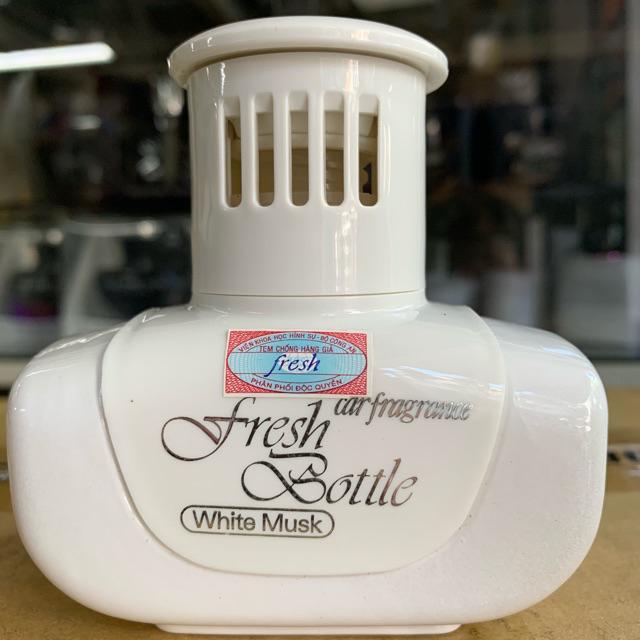 VIỆN KHOA HỌC HÌNH SỰ - BỘ CÔNG AN
TEM CHỐNG HÀNG GIẢ
fresh
PHÂN PHỐI ĐỘC QUYỀN
car fragrance
Fresh
Bottle
White Musk